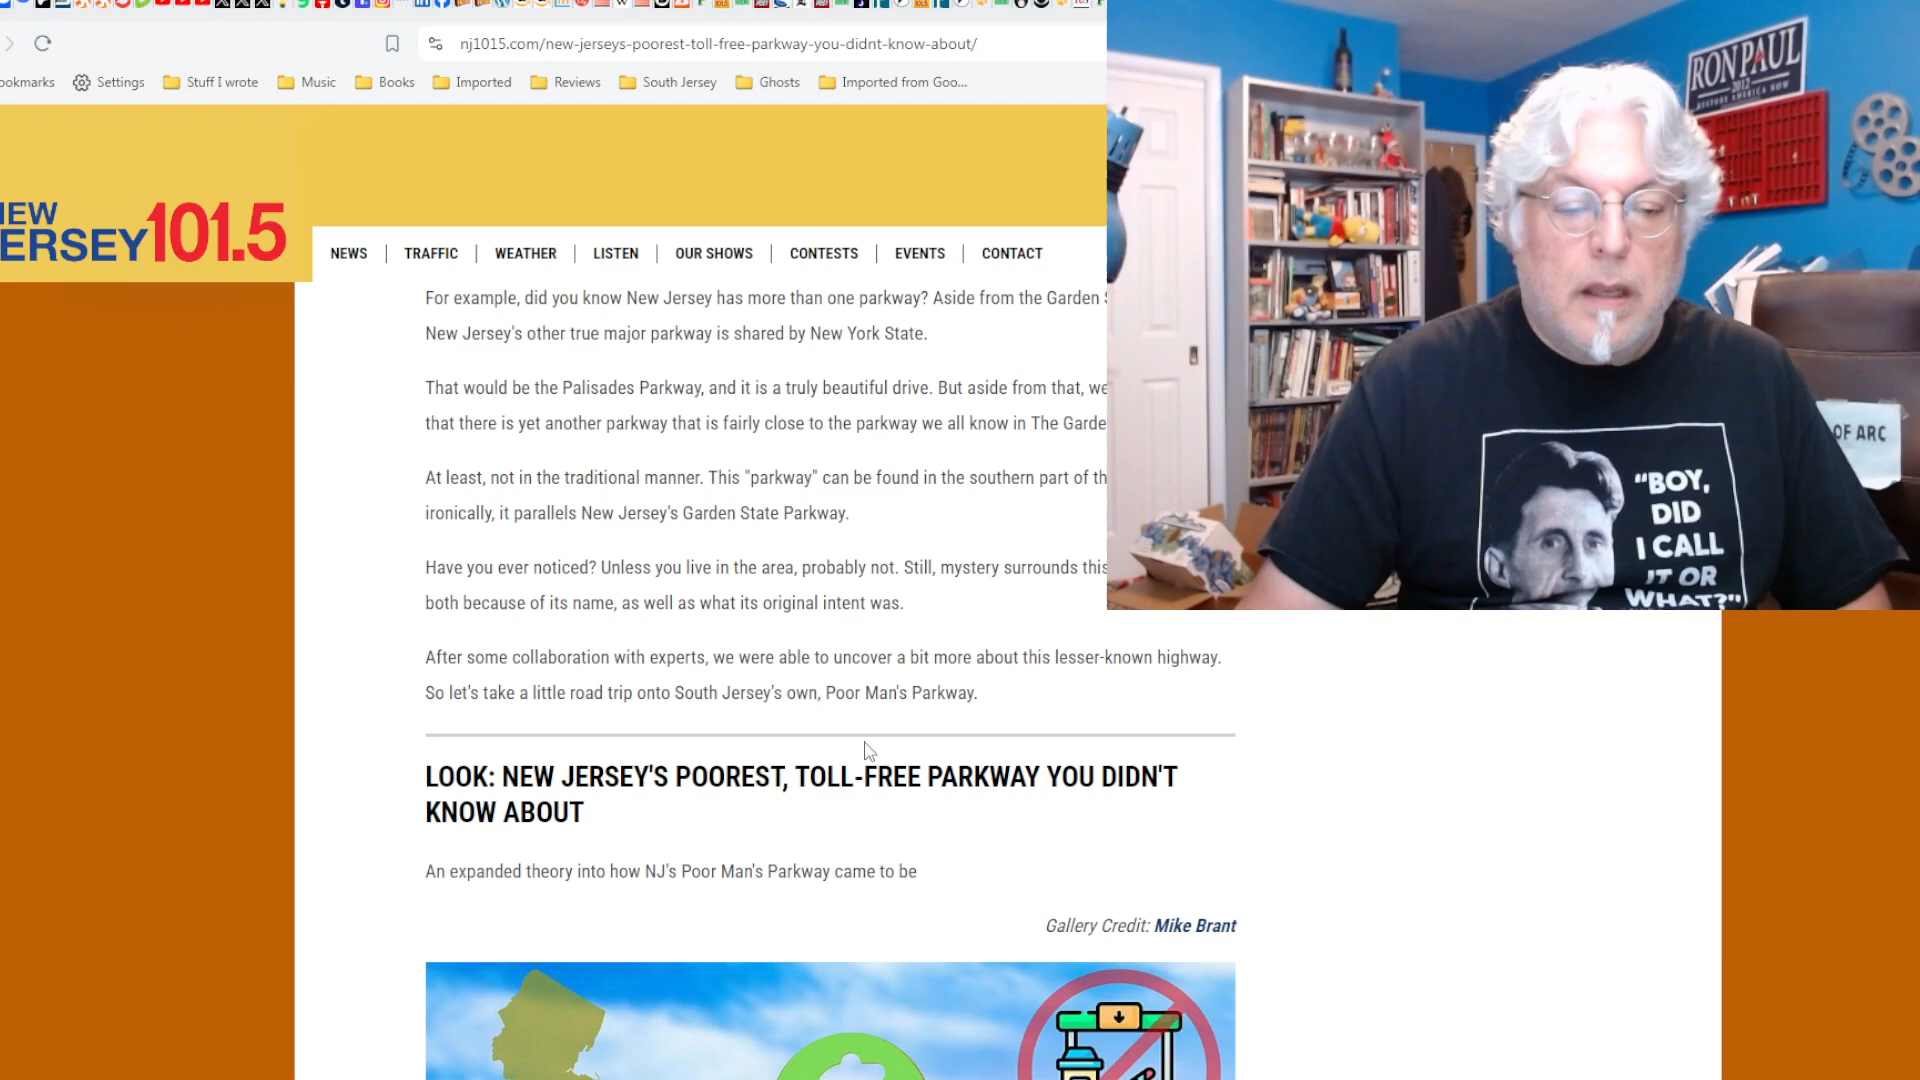 nj1015.com/new-jerseys-poorest-toll-free-parkway-you-didnt-know-about/
Settings Stuff I wrote Music Books Imported Reviews South Jersey Ghosts Imported from Goo...
RON PAUL
2012
RESTORE AMERICA NOW
101.5
NEWS TRAFFIC WEATHER LISTEN OUR SHOWS CONTESTS EVENTS CONTACT
For example, did you know New Jersey has more than one parkway? Aside from the Garden
New Jersey's other true major parkway is shared by New York State.
That would be the Palisades Parkway, and it is a truly beautiful drive. But aside from that, we
that there is yet another parkway that is fairly close to the parkway we all know in The Garde
At least, not in the traditional manner. This "parkway" can be found in the southern part of th
ironically, it parallels New Jersey's Garden State Parkway.
Have you ever noticed? Unless you live in the area, probably not. Still, mystery surrounds this
both because of its name, as well as what its original intent was.
After some collaboration with experts, we were able to uncover a bit more about this lesser-known highway.
So let's take a little road trip onto South Jersey's own, Poor Man's Parkway.
LOOK: NEW JERSEY'S POOREST, TOLL-FREE PARKWAY YOU DIDN'T
KNOW ABOUT
An expanded theory into how NJ's Poor Man's Parkway came to be
Gallery Credit: Mike Brant
OF ARC
"BOY,
DID
I CALL
IT OR
WHAT?"